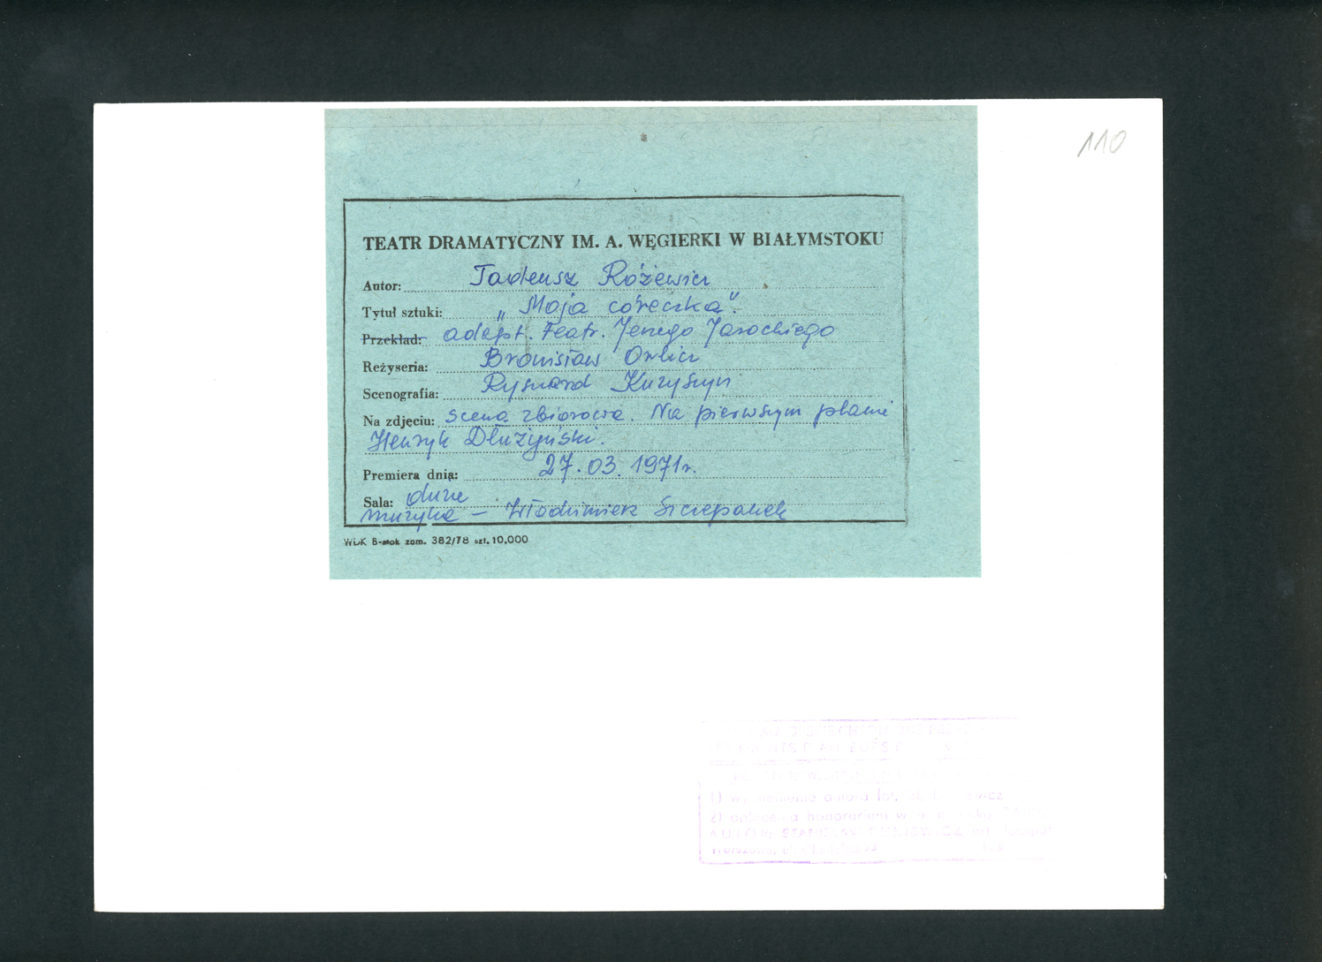 110
TEATR DRAMATYCZNY IM. A. WĘGIERKI W BIAŁYMSTOKU
Autor: Tadeusz Różewicz
Tytuł sztuki: „Moja córeczka".
Przekład: adapt. Teatr. Jerzego Jarockiego
Reżyseria: Bronisław Orlicz
Scenografia: Ryszard Kuzyszyn
Na zdjęciu: scena zbiorowa. Na pierwszym planie
Henryk Dłużyński.
Premiera dnia: 27.03.1971r.
Sala: duża
muzyka – Włodzimierz Szczepanek
WDK B-stok zam. 382/78 szt. 10,000